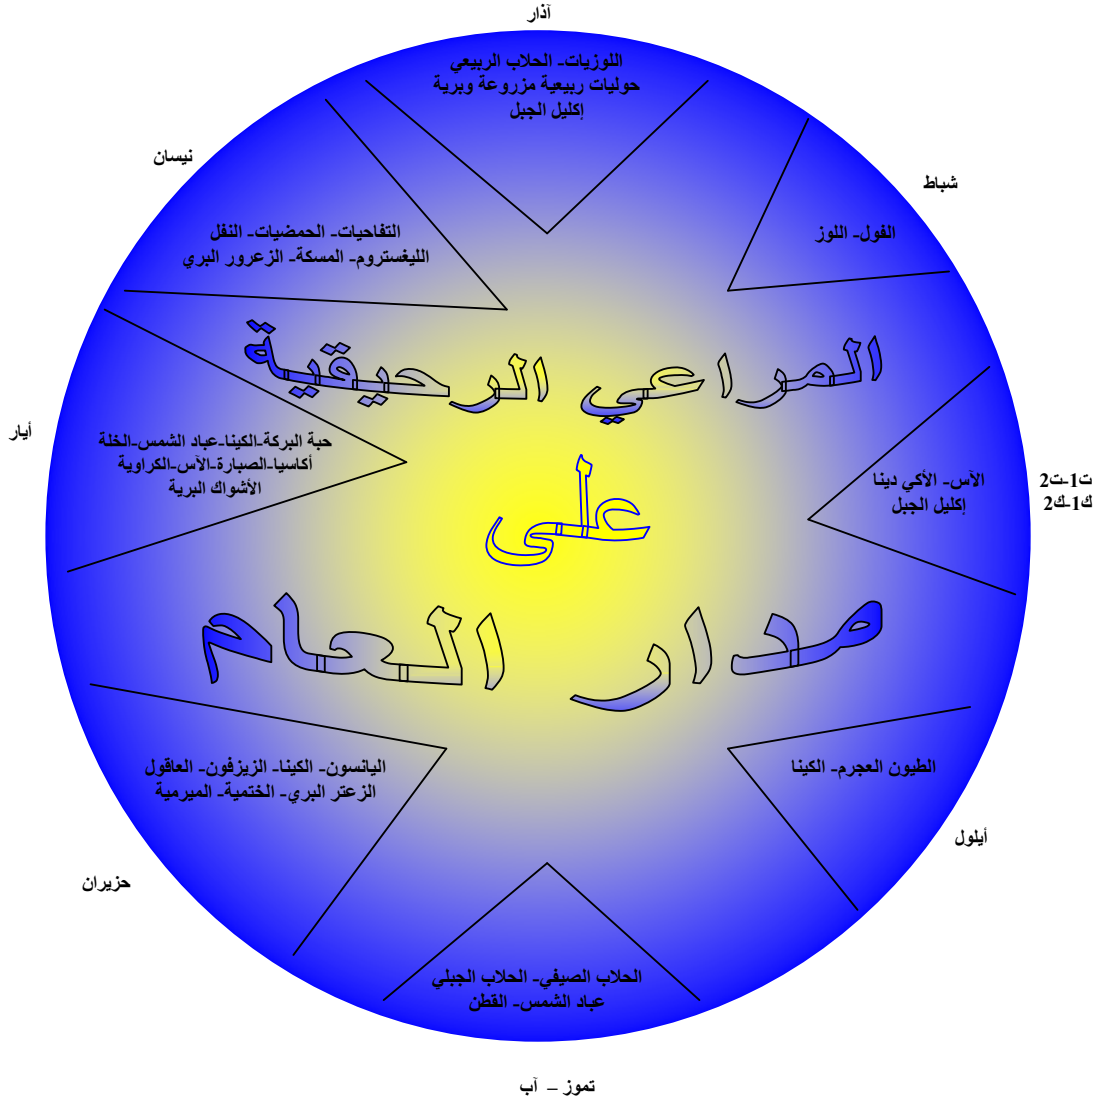 آذار
اللوزيات- الحلاب الربيعي
حوليات ربيعية مزروعة وبرية
إكليل الجبل
شباط
الفول- اللوز
نيسان
التفاحيات- الحمضيات- النفل
الليغستروم- المسكة- الزعرور البري
المراعي الرحيقية
على
مدار العام
أيار
حبة البركة-الكينا-عباد الشمس-الخلة
أكاسيا-الصبارة-الآس-الكراوية
الأشواك البرية
ت1-ت2
ك1-ك2
الآس- الأكي دينا
إكليل الجبل
اليانسون- الكينا- الزيزفون- العاقول
الزعتر البري- الختمية- الميرمية
حزيران
الطيون العجرم- الكينا
أيلول
الحلاب الصيفي- الحلاب الجبلي
عباد الشمس- القطن
تموز – آب